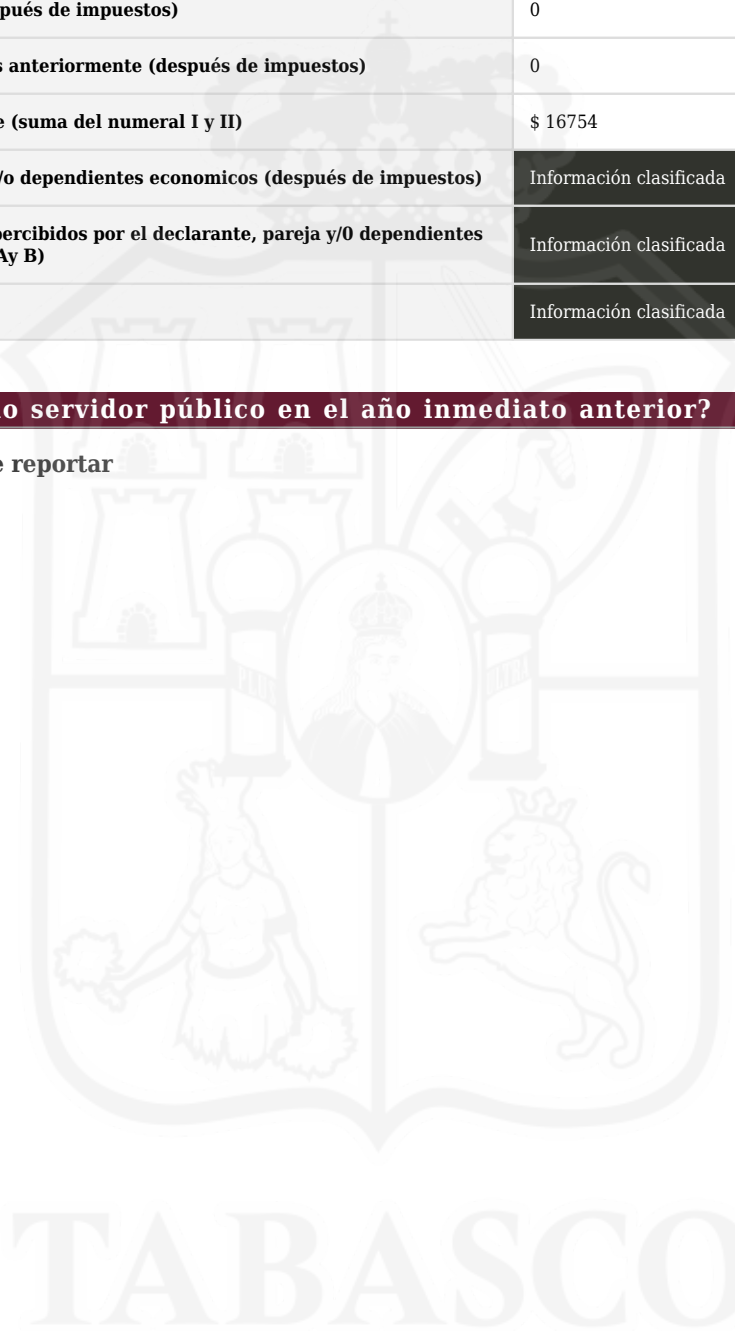 pués de impuestos) 0
s anteriormente (después de impuestos) 0
e (suma del numeral I y II) $ 16754
/o dependientes economicos (después de impuestos) Información clasificada
percibidos por el declarante, pareja y/0 dependientes
Ay B) Información clasificada
Información clasificada
o servidor público en el año inmediato anterior?
e reportar
PLUS ULTRA
TABASCO